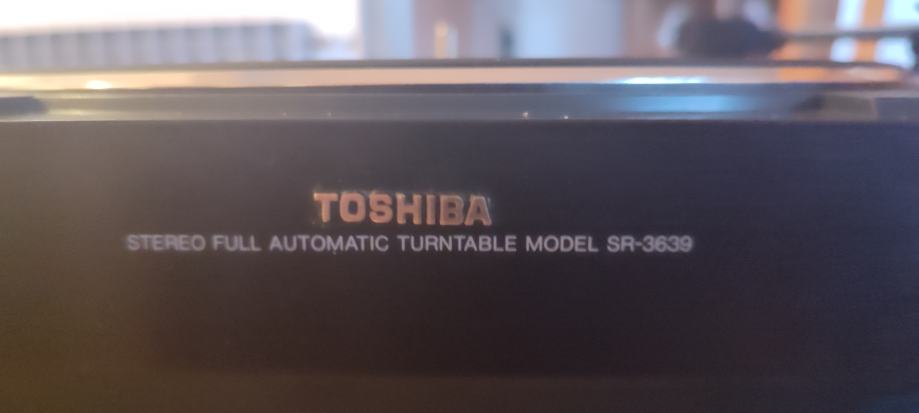 TOSHIBA
STEREO FULL AUTOMATIC TURNTABLE MODEL SR-3639